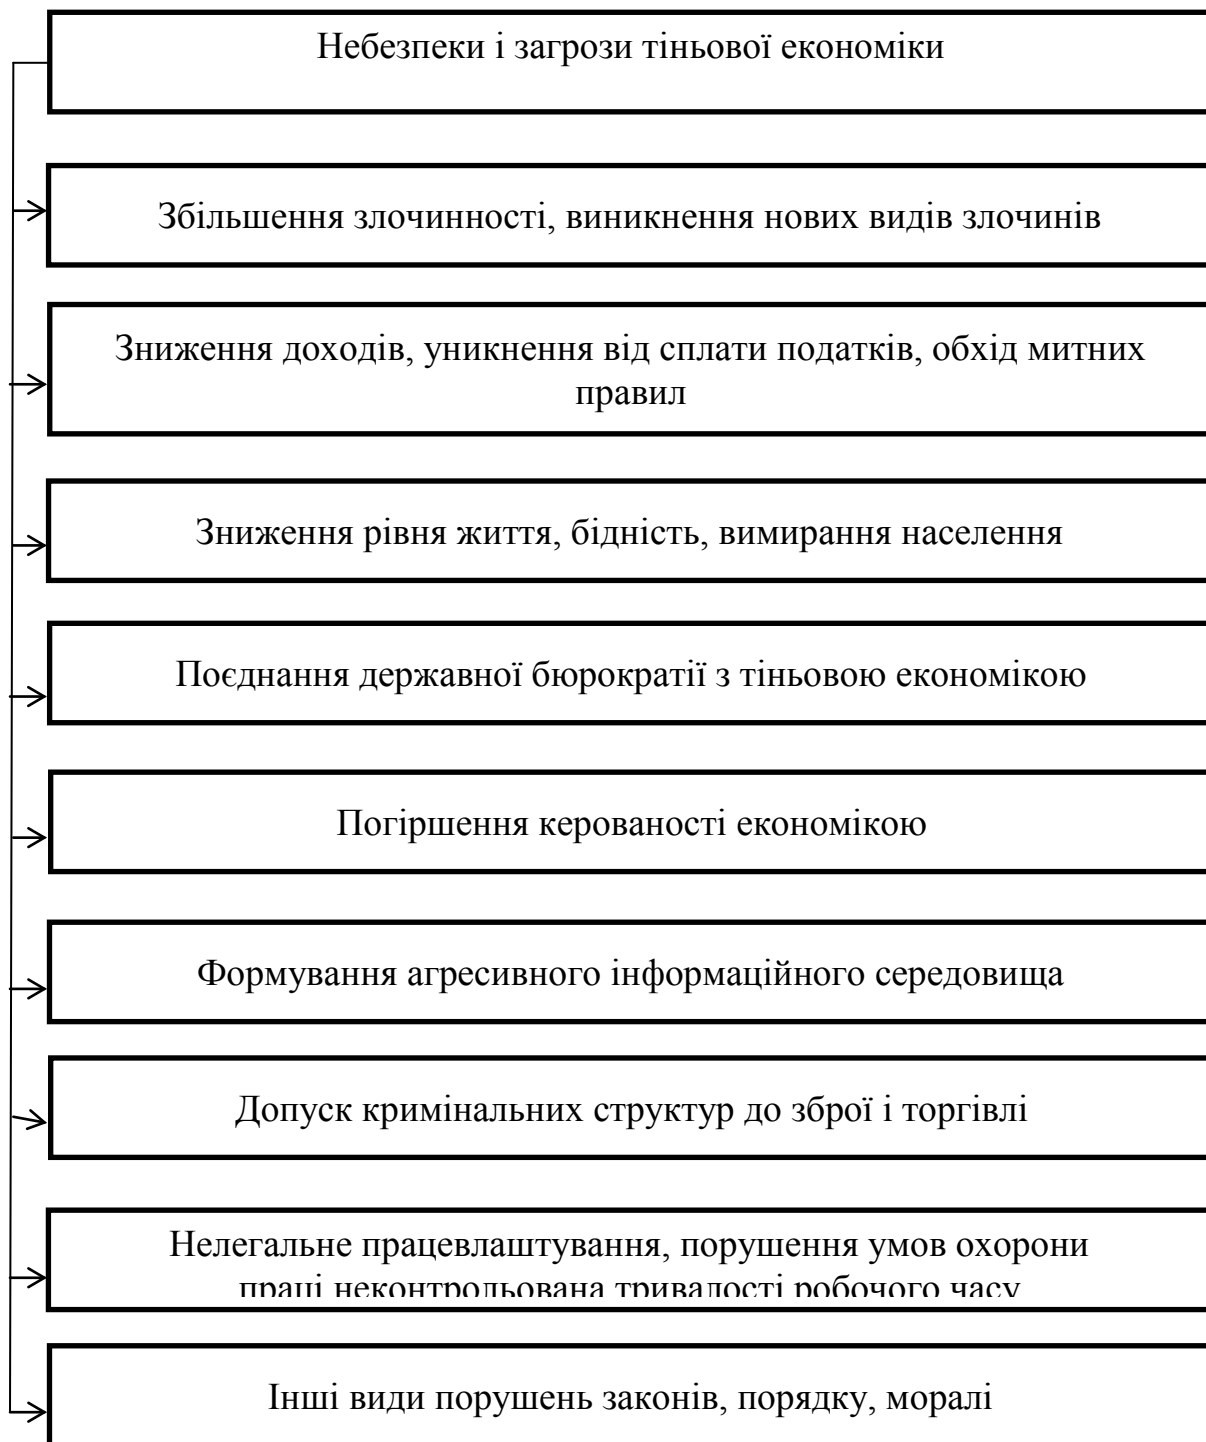 Небезпеки і загрози тіньової економіки
Збільшення злочинності, виникнення нових видів злочинів
Зниження доходів, уникнення від сплати податків, обхід митних
правил
Зниження рівня життя, бідність, вимирання населення
Поєднання державної бюрократії з тіньовою економікою
Погіршення керованості економікою
Формування агресивного інформаційного середовища
Допуск кримінальних структур до зброї і торгівлі
Нелегальне працевлаштування, порушення умов охорони
праці неконтрольована тривалості робочого часу
Інші види порушень законів, порядку, моралі